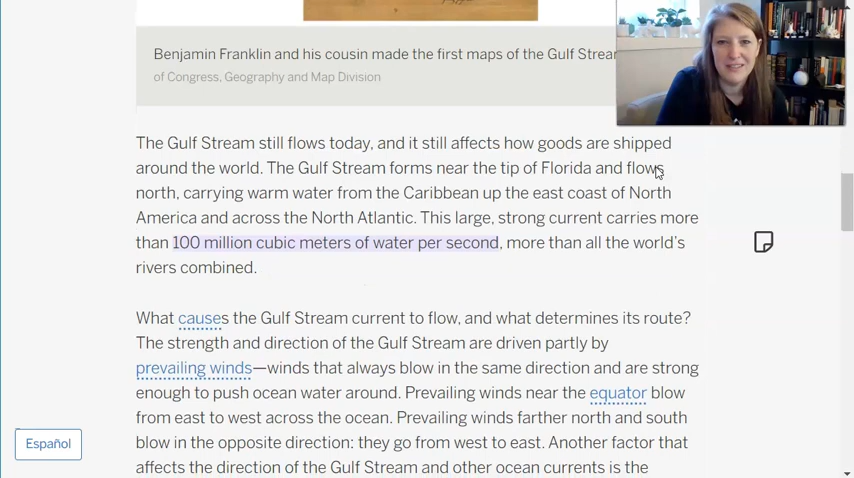 Benjamin Franklin and his cousin made the first maps of the Gulf
of Congress, Geography and Map Division
The Gulf Stream still flows today, and it still affects how goods are shipped
around the world. The Gulf Stream forms near the tip of Florida and flows
north, carrying warm water from the Caribbean up the east coast of North
America and across the North Atlantic. This large, strong current carries more
than 100 million cubic meters of water per second, more than all the world's
rivers combined.
What causes the Gulf Stream current to flow, and what determines its route?
The strength and direction of the Gulf Stream are driven partly by
prevailing winds—winds that always blow in the same direction and are strong
enough to push ocean water around. Prevailing winds near the equator blow
from east to west across the ocean. Prevailing winds farther north and south
blow in the opposite direction: they go from west to east. Another factor that
affects the direction of the Gulf Stream and other ocean currents is the
Español